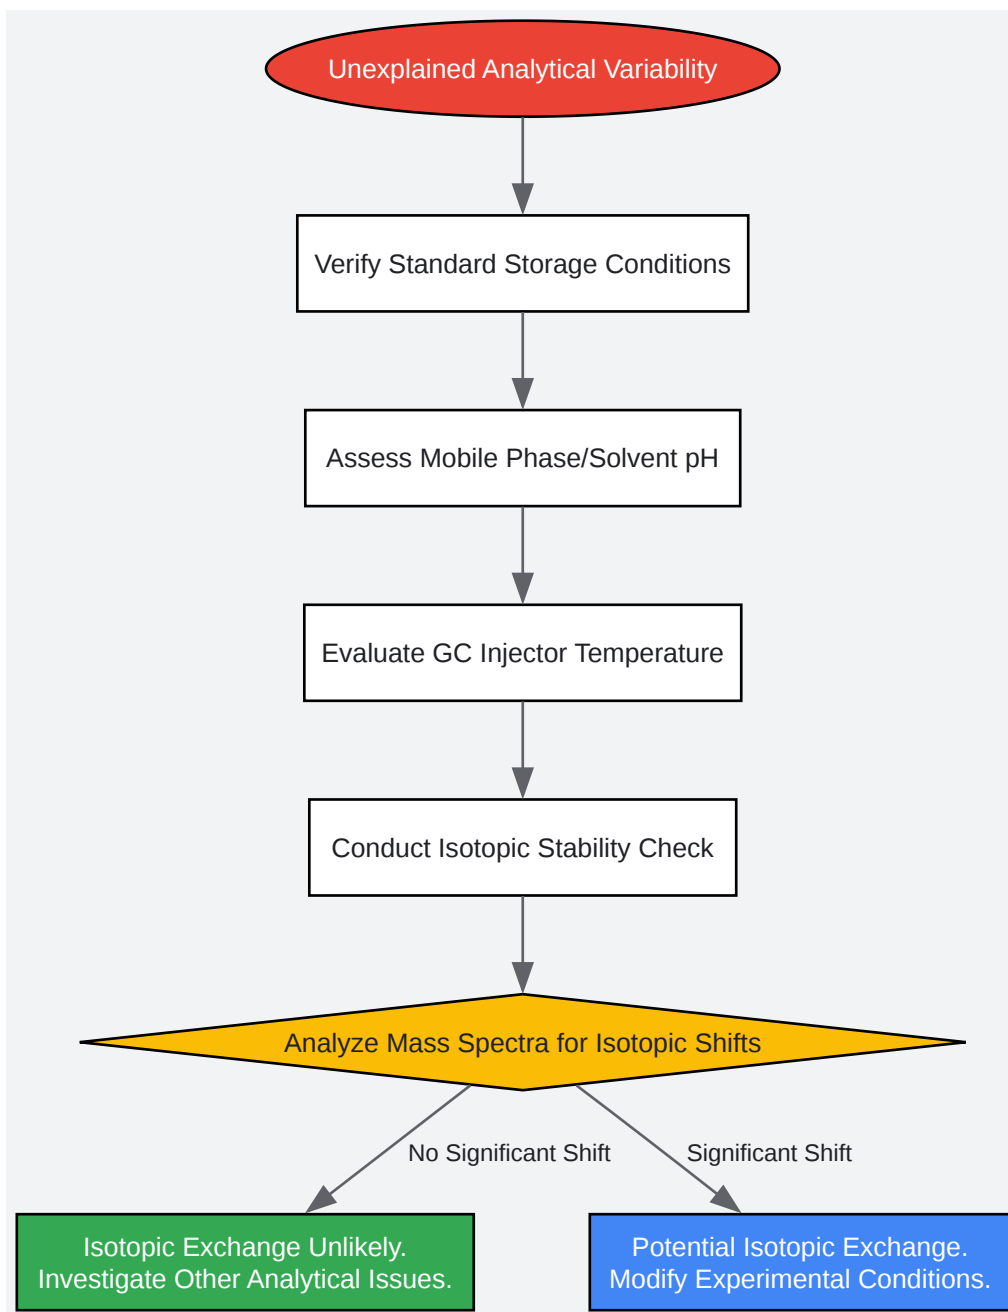 Unexplained Analytical Variability
Verify Standard Storage Conditions
Assess Mobile Phase/Solvent pH
Evaluate GC Injector Temperature
Conduct Isotopic Stability Check
Analyze Mass Spectra for Isotopic Shifts
No Significant Shift
Significant Shift
Isotopic Exchange Unlikely.
Investigate Other Analytical Issues.
Potential Isotopic Exchange.
Modify Experimental Conditions.